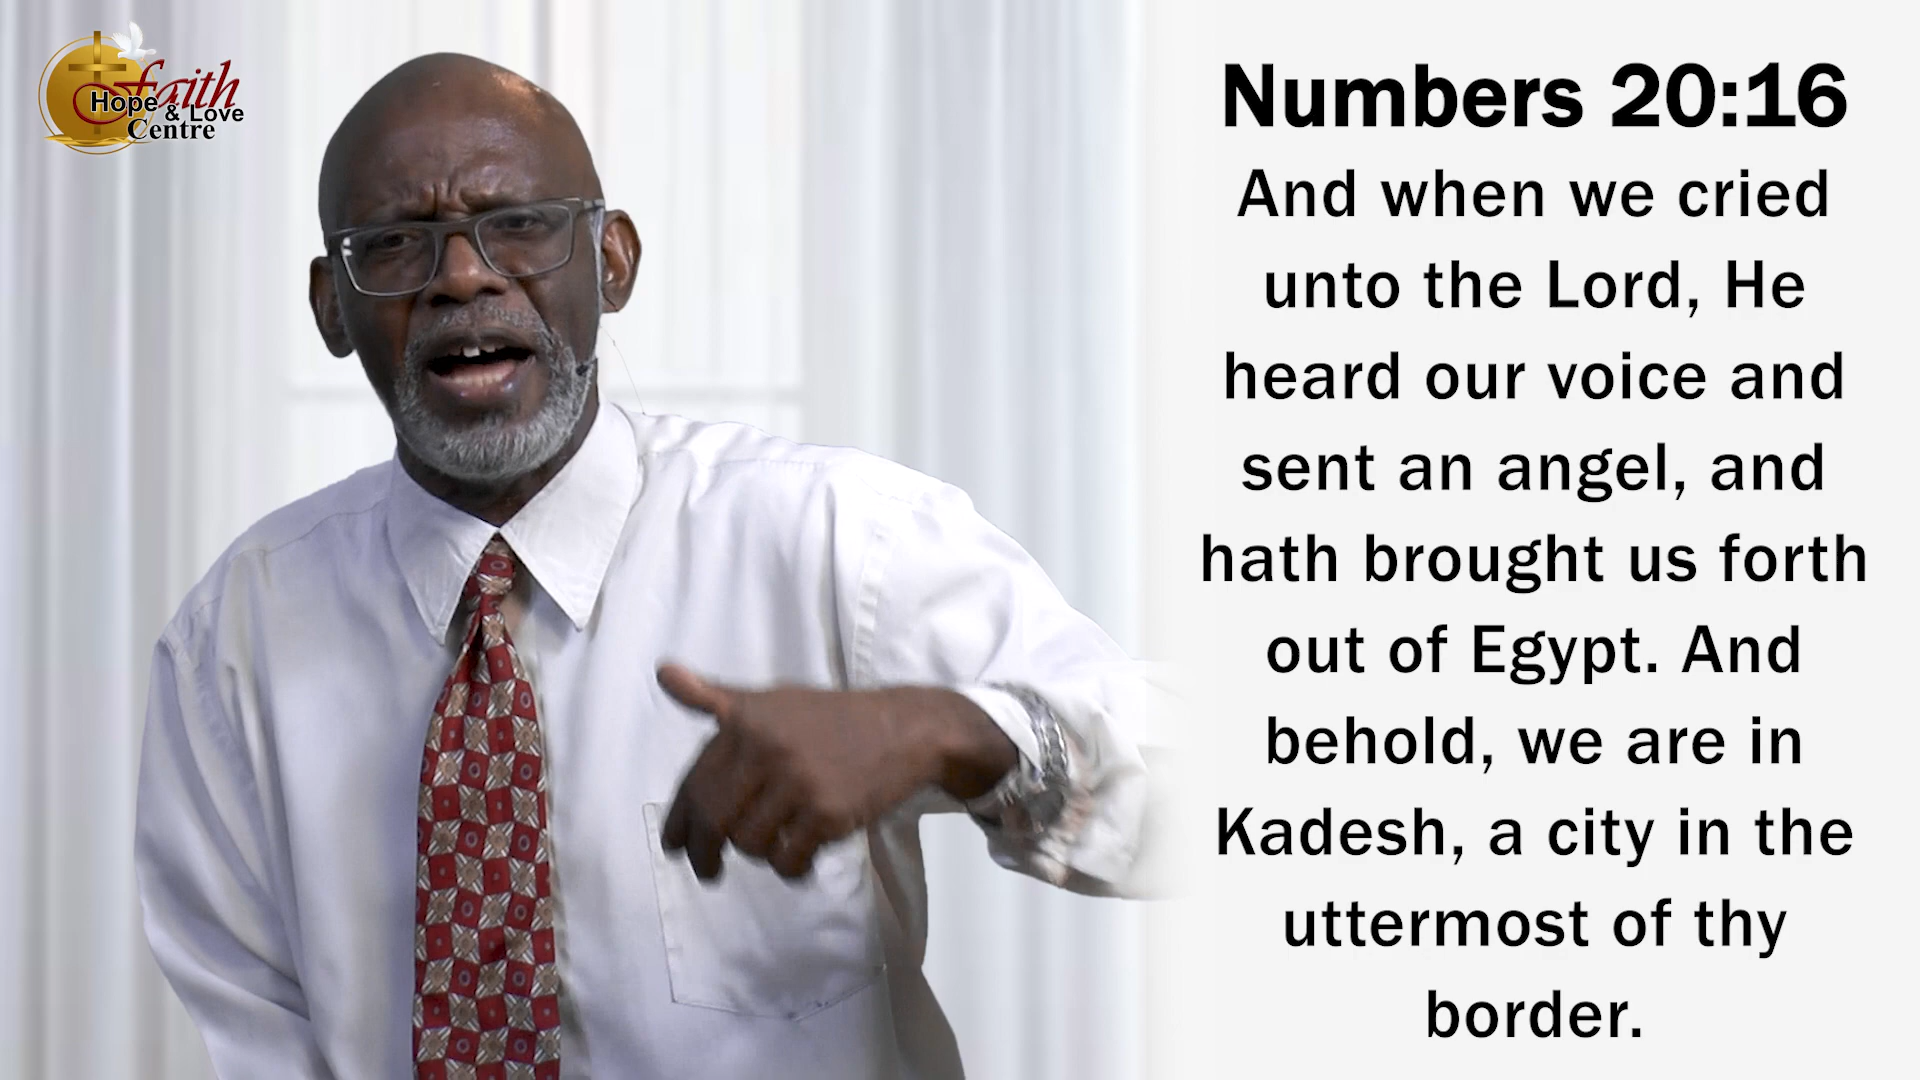 faith
Hope & Love
Centre
Numbers 20:16
And when we cried
unto the Lord, He
heard our voice and
sent an angel, and
hath brought us forth
out of Egypt. And
behold, we are in
Kadesh, a city in the
uttermost of thy
border.